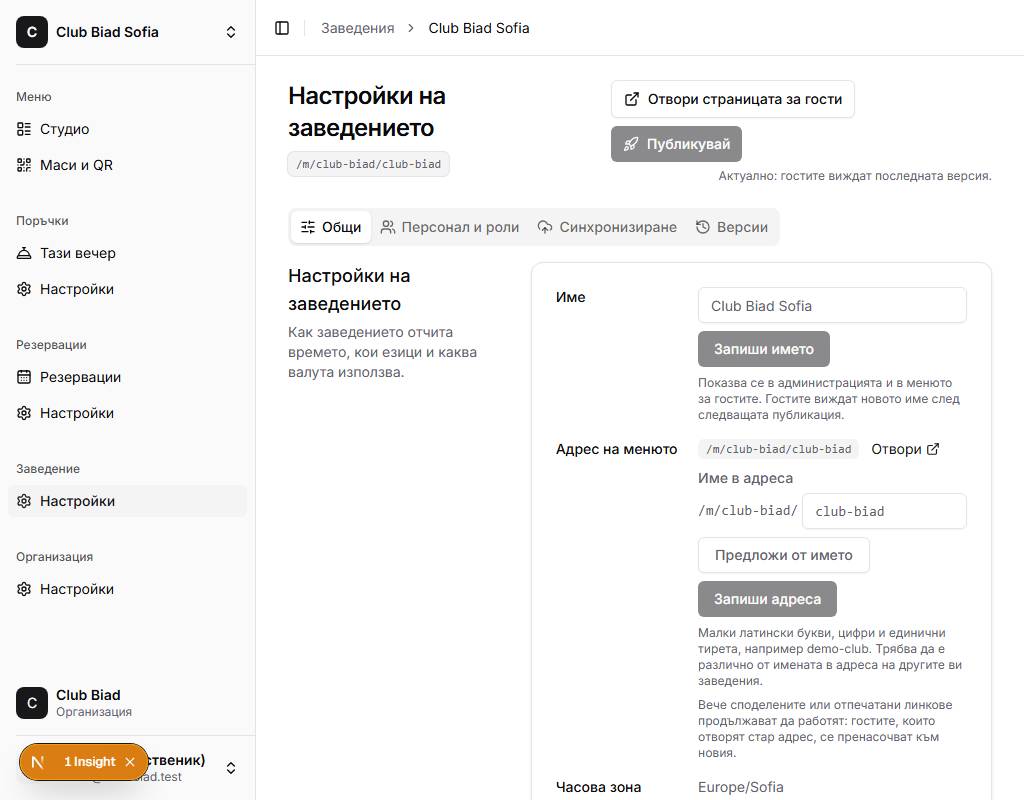 C
Club Biad Sofia
Меню
Студио
Маси и QR
Поръчки
Тази вечер
Настройки
Резервации
Резервации
Настройки
Заведение
Настройки
Организация
Настройки
C
Club Biad
Организация
N
1 Insight
Заведения
Club Biad Sofia
Настройки на
заведението
/m/club-biad/club-biad
Отвори страницата за гости
Публикувай
Актуално: гостите виждат последната версия.
Общи
Персонал и роли
Синхронизиране
Версии
Настройки на
заведението
Как заведението отчита
времето, кои езици и каква
валута използва.
Име
Club Biad Sofia
Запиши името
Показва се в администрацията и в менюто
за гостите. Гостите виждат новото име след
следващата публикация.
Адрес на менюто
/m/club-biad/club-biad
Отвори
Име в адреса
/m/club-biad/
club-biad
Предложи от името
Запиши адреса
Малки латински букви, цифри и единични
тирета, например demo-club. Трябва да е
различно от имената в адреса на другите ви
заведения.
Вече споделените или отпечатани линкове
продължават да работят: гостите, които
отворят стар адрес, се пренасочват към
новия.
Часова зона
Europe/Sofia